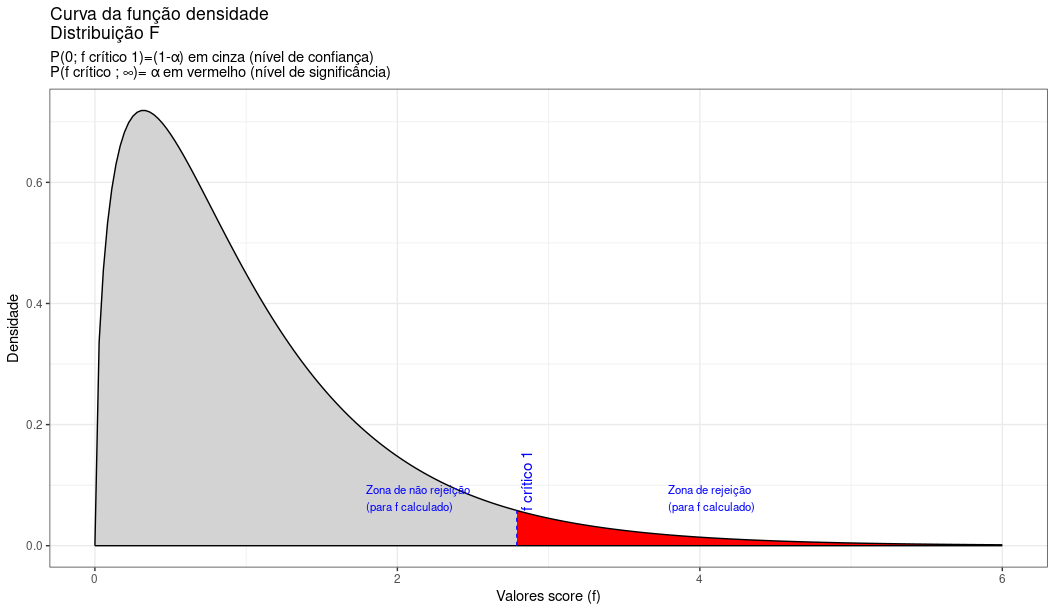 Curva da função densidade
Distribuição F
P(0; f crítico 1)=(1-α) em cinza (nível de confiança)
P(f crítico ; ∞)= α em vermelho (nível de significância)
Densidade
0.6
0.4
0.2
0.0
f crítico 1
Zona de não rejeição
(para f calculado)
Zona de rejeição
(para f calculado)
0
2
4
6
Valores score (f)